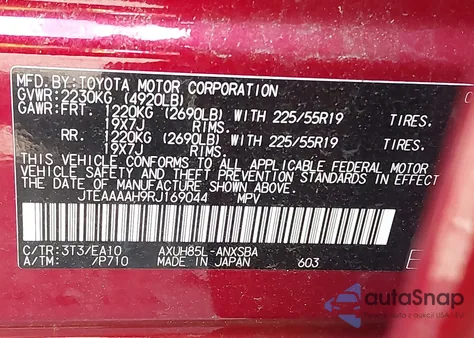 MFD. BY: TOYOTA MOTOR CORPORATION
GVWR: 2230KG (4920LB)
GAWR: FRT. 1220KG (2690LB) WITH 225/55R19 TIRES.
19X7J RIMS.
RR. 1220KG (2690LB) WITH 225/55R19 TIRES.
19X7J RIMS.
THIS VEHICLE CONFORMS TO ALL APPLICABLE FEDERAL MOTOR
VEHICLE SAFETY AND THEFT PREVENTION STANDARDS IN EFFECT
ON THE DATE OF MANUFACTURE SHOWN ABOVE.
JTEAAAAH9RJ169044 MPV
C/TR: 3T3/EA10 AXUH85L-ANXSBA
A/TM: /P710 MADE IN JAPAN 603
autoSnap